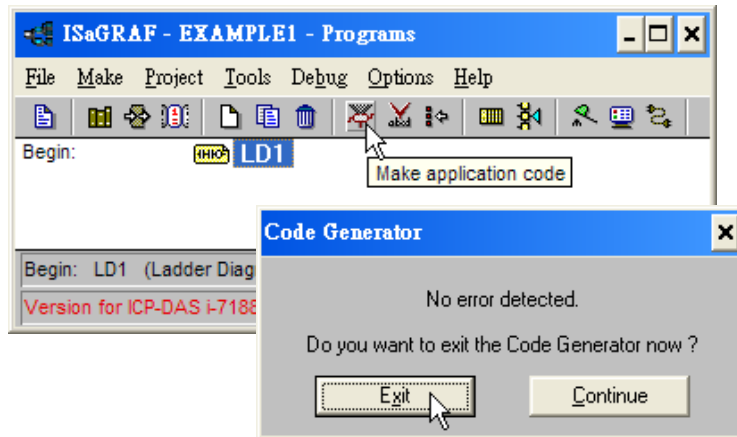 ISaGRAF - EXAMPLE1 - Programs
File Make Project Tools Debug Options Help
Begin: LD1
Make application code
Code Generator
Begin: LD1 (Ladder Diag
Version for ICP-DAS i-7188
No error detected.
Do you want to exit the Code Generator now ?
Exit Continue